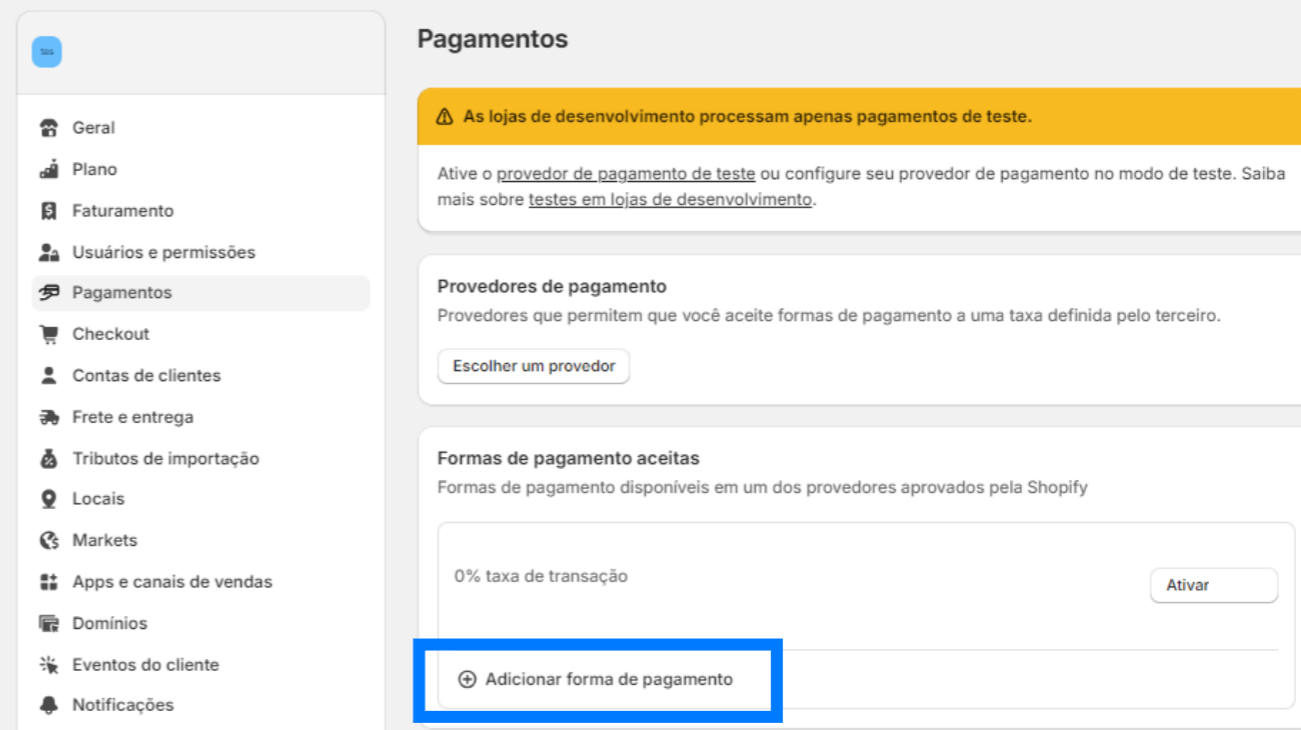 Geral
Plano
Faturamento
Usuários e permissões
Pagamentos
Checkout
Contas de clientes
Frete e entrega
Tributos de importação
Locais
Markets
Apps e canais de vendas
Domínios
Eventos do cliente
Notificações
Pagamentos
As lojas de desenvolvimento processam apenas pagamentos de teste.
Ative o provedor de pagamento de teste ou configure seu provedor de pagamento no modo de teste. Saiba
mais sobre testes em lojas de desenvolvimento.
Provedores de pagamento
Provedores que permitem que você aceite formas de pagamento a uma taxa definida pelo terceiro.
Escolher um provedor
Formas de pagamento aceitas
Formas de pagamento disponíveis em um dos provedores aprovados pela Shopify
0% taxa de transação
Ativar
Adicionar forma de pagamento